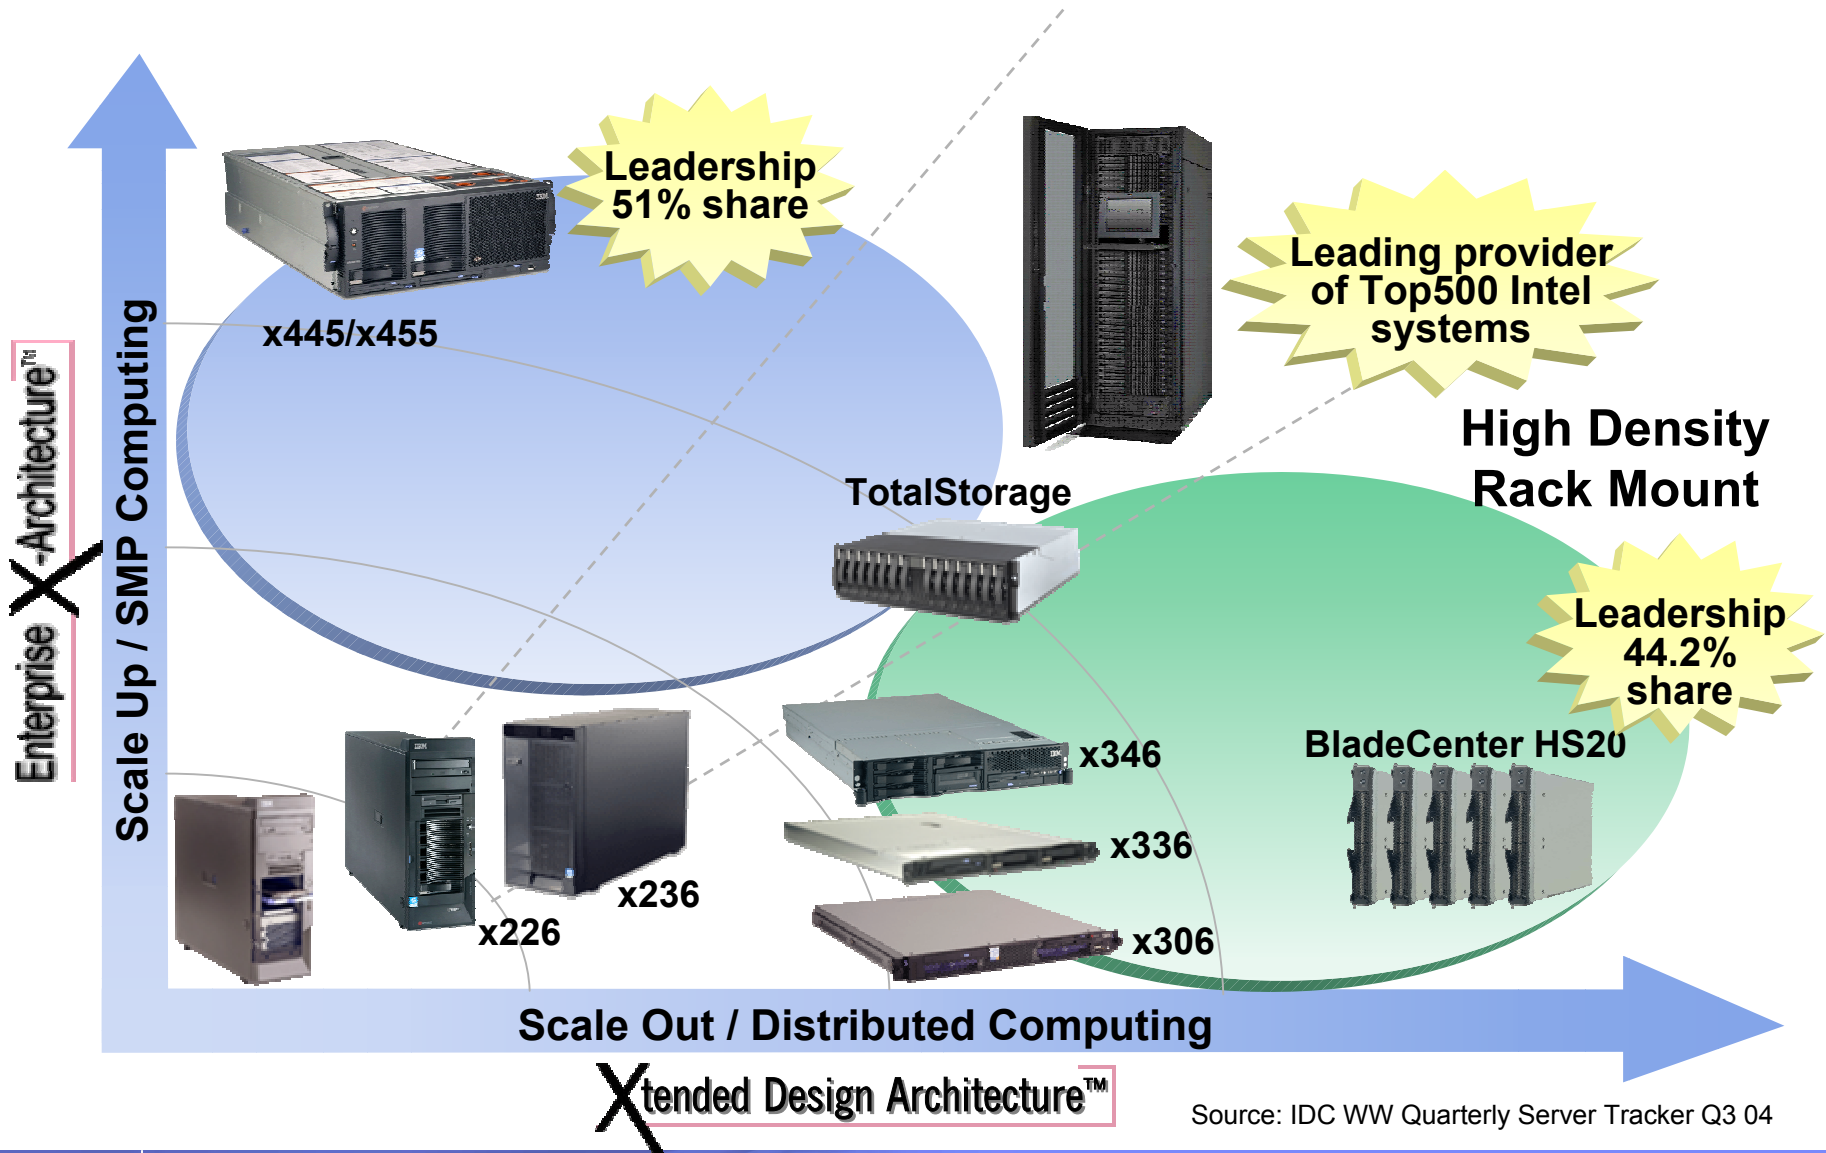 Leadership
51% share
Leading provider
of Top500 Intel
systems
x445/x455
High Density
Rack Mount
TotalStorage
Leadership
44.2%
share
BladeCenter HS20
x346
x336
x306
x236
x226
Scale Up / SMP Computing
Enterprise X-Architecture™
Scale Out / Distributed Computing
Xtended Design Architecture™
Source: IDC WW Quarterly Server Tracker Q3 04